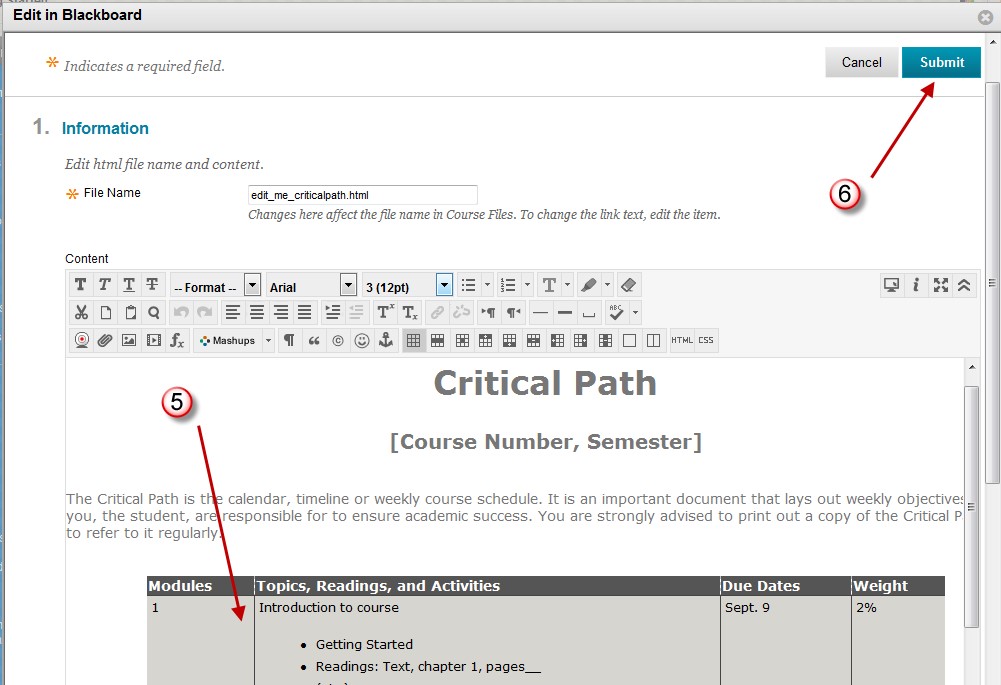 Edit in Blackboard
Indicates a required field.
Cancel
Submit
6
1. Information
Edit html file name and content.
File Name
edit_me_criticalpath.html
Changes here affect the file name in Course Files. To change the link text, edit the item.
Content
T T T T -- Format -- Arial 3 (12pt) T
Tx Tx ABC
fx Mashups HTML CSS
5
Critical Path
[Course Number, Semester]
The Critical Path is the calendar, timeline or weekly course schedule. It is an important document that lays out weekly objectives
you, the student, are responsible for to ensure academic success. You are strongly advised to print out a copy of the Critical P
to refer to it regularly.
Modules Topics, Readings, and Activities Due Dates Weight
1 Introduction to course Sept. 9 2%
• Getting Started
• Readings: Text, chapter 1, pages__